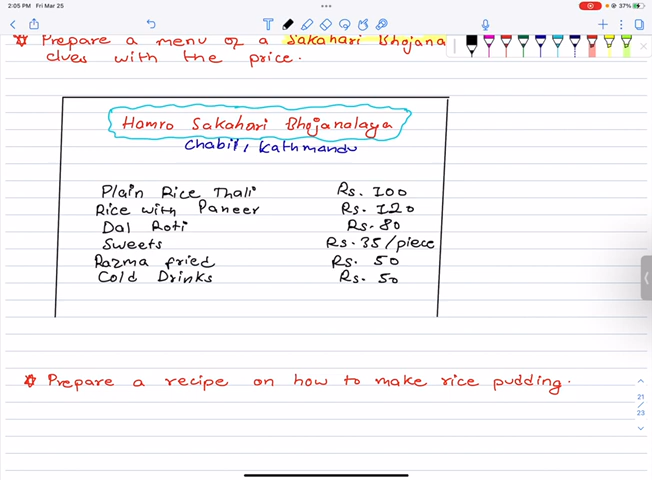 2:05 PM Fri Mar 25
37%
☆ Prepare a menu of a Sakahari Bhojana
clues with the price.
Hamro Sakahari Bhojanalaya
Chabil, Kathmandu
Plain Rice Thali Rs. 100
Rice with Paneer Rs. 120
Dal Roti Rs. 80
Sweets Rs. 35/piece
Razma fried Rs. 50
Cold Drinks Rs. 50
☆ Prepare a recipe on how to make rice pudding.
21
/
23